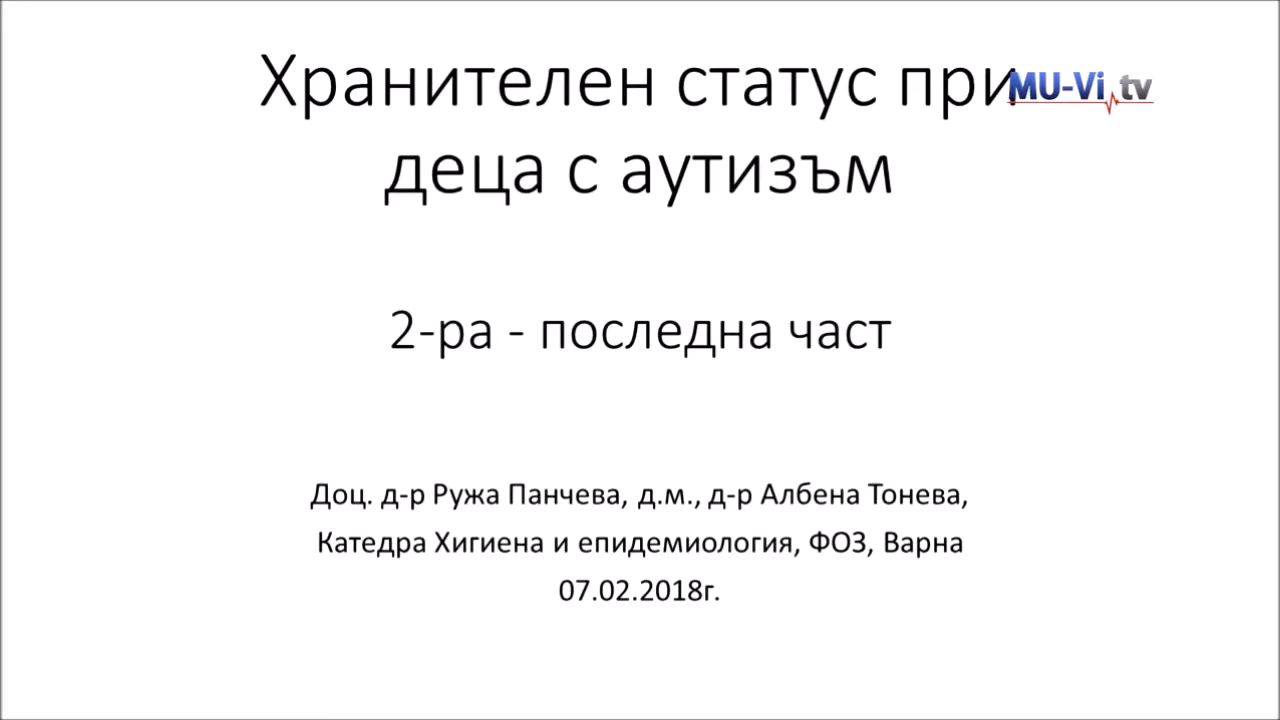 Хранителен статус при
MU-Vi.tv
деца с аутизъм
2-ра - последна част
Доц. д-р Ружа Панчева, д.м., д-р Албена Тонева,
Катедра Хигиена и епидемиология, ФОЗ, Варна
07.02.2018г.